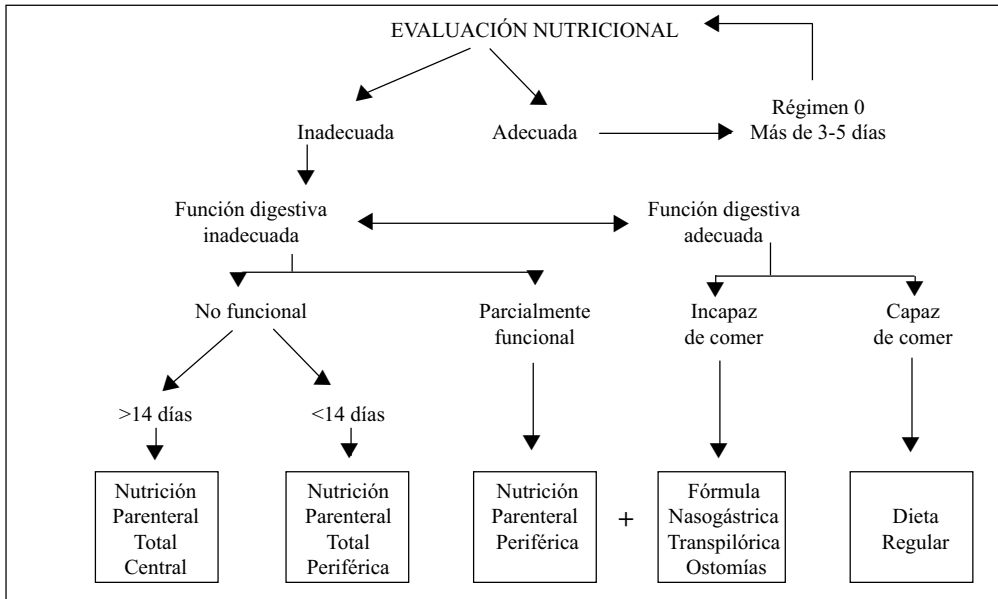 EVALUACIÓN NUTRICIONAL
Régimen 0
Más de 3-5 días
Inadecuada
Adecuada
Función digestiva
inadecuada
Función digestiva
adecuada
No funcional
Parcialmente
funcional
Incapaz
de comer
Capaz
de comer
>14 días
<14 días
Nutrición
Parenteral
Total
Central
Nutrición
Parenteral
Total
Periférica
Nutrición
Parenteral
Periférica
+
Fórmula
Nasogástrica
Transpilórica
Ostomías
Dieta
Regular